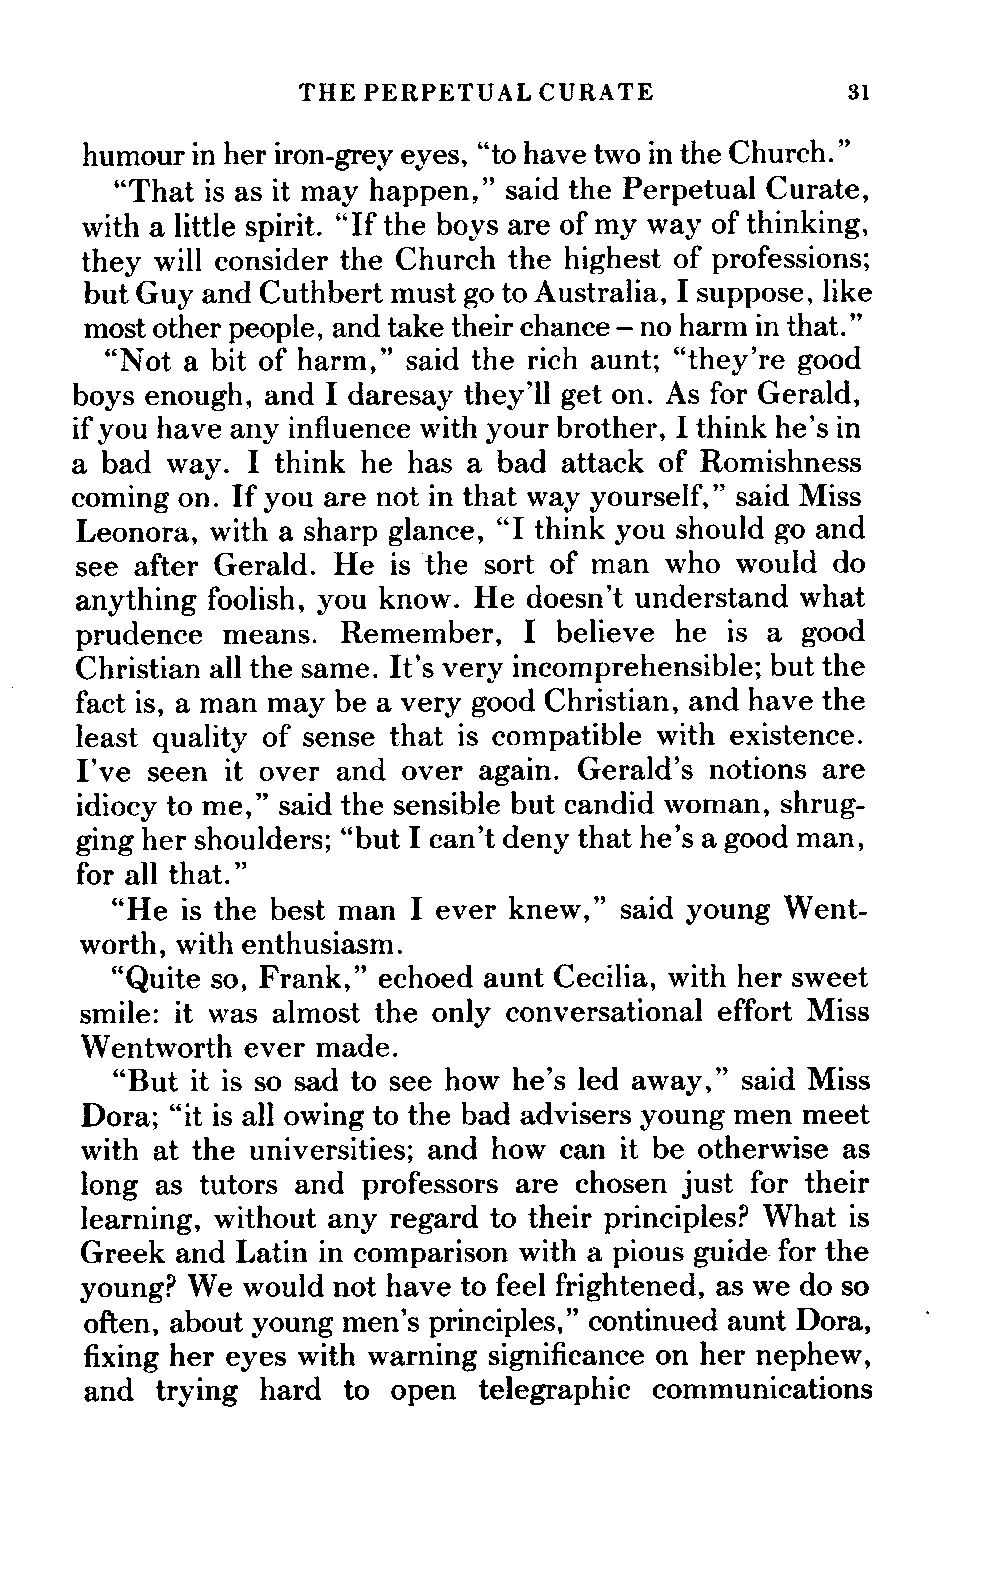 THE PERPETUAL CURATE 31
humour in her iron-grey eyes, “to have two in the Church.”
“That is as it may happen,” said the Perpetual Curate,
with a little spirit. “If the boys are of my way of thinking,
they will consider the Church the highest of professions;
but Guy and Cuthbert must go to Australia, I suppose, like
most other people, and take their chance – no harm in that.”
“Not a bit of harm,” said the rich aunt; “they’re good
boys enough, and I daresay they’ll get on. As for Gerald,
if you have any influence with your brother, I think he’s in
a bad way. I think he has a bad attack of Romishness
coming on. If you are not in that way yourself,” said Miss
Leonora, with a sharp glance, “I think you should go and
see after Gerald. He is the sort of man who would do
anything foolish, you know. He doesn’t understand what
prudence means. Remember, I believe he is a good
Christian all the same. It’s very incomprehensible; but the
fact is, a man may be a very good Christian, and have the
least quality of sense that is compatible with existence.
I’ve seen it over and over again. Gerald’s notions are
idiocy to me,” said the sensible but candid woman, shrug-
ging her shoulders; “but I can’t deny that he’s a good man,
for all that.”
“He is the best man I ever knew,” said young Went-
worth, with enthusiasm.
“Quite so, Frank,” echoed aunt Cecilia, with her sweet
smile: it was almost the only conversational effort Miss
Wentworth ever made.
“But it is so sad to see how he’s led away,” said Miss
Dora; “it is all owing to the bad advisers young men meet
with at the universities; and how can it be otherwise as
long as tutors and professors are chosen just for their
learning, without any regard to their principles? What is
Greek and Latin in comparison with a pious guide for the
young? We would not have to feel frightened, as we do so
often, about young men’s principles,” continued aunt Dora,
fixing her eyes with warning significance on her nephew,
and trying hard to open telegraphic communications